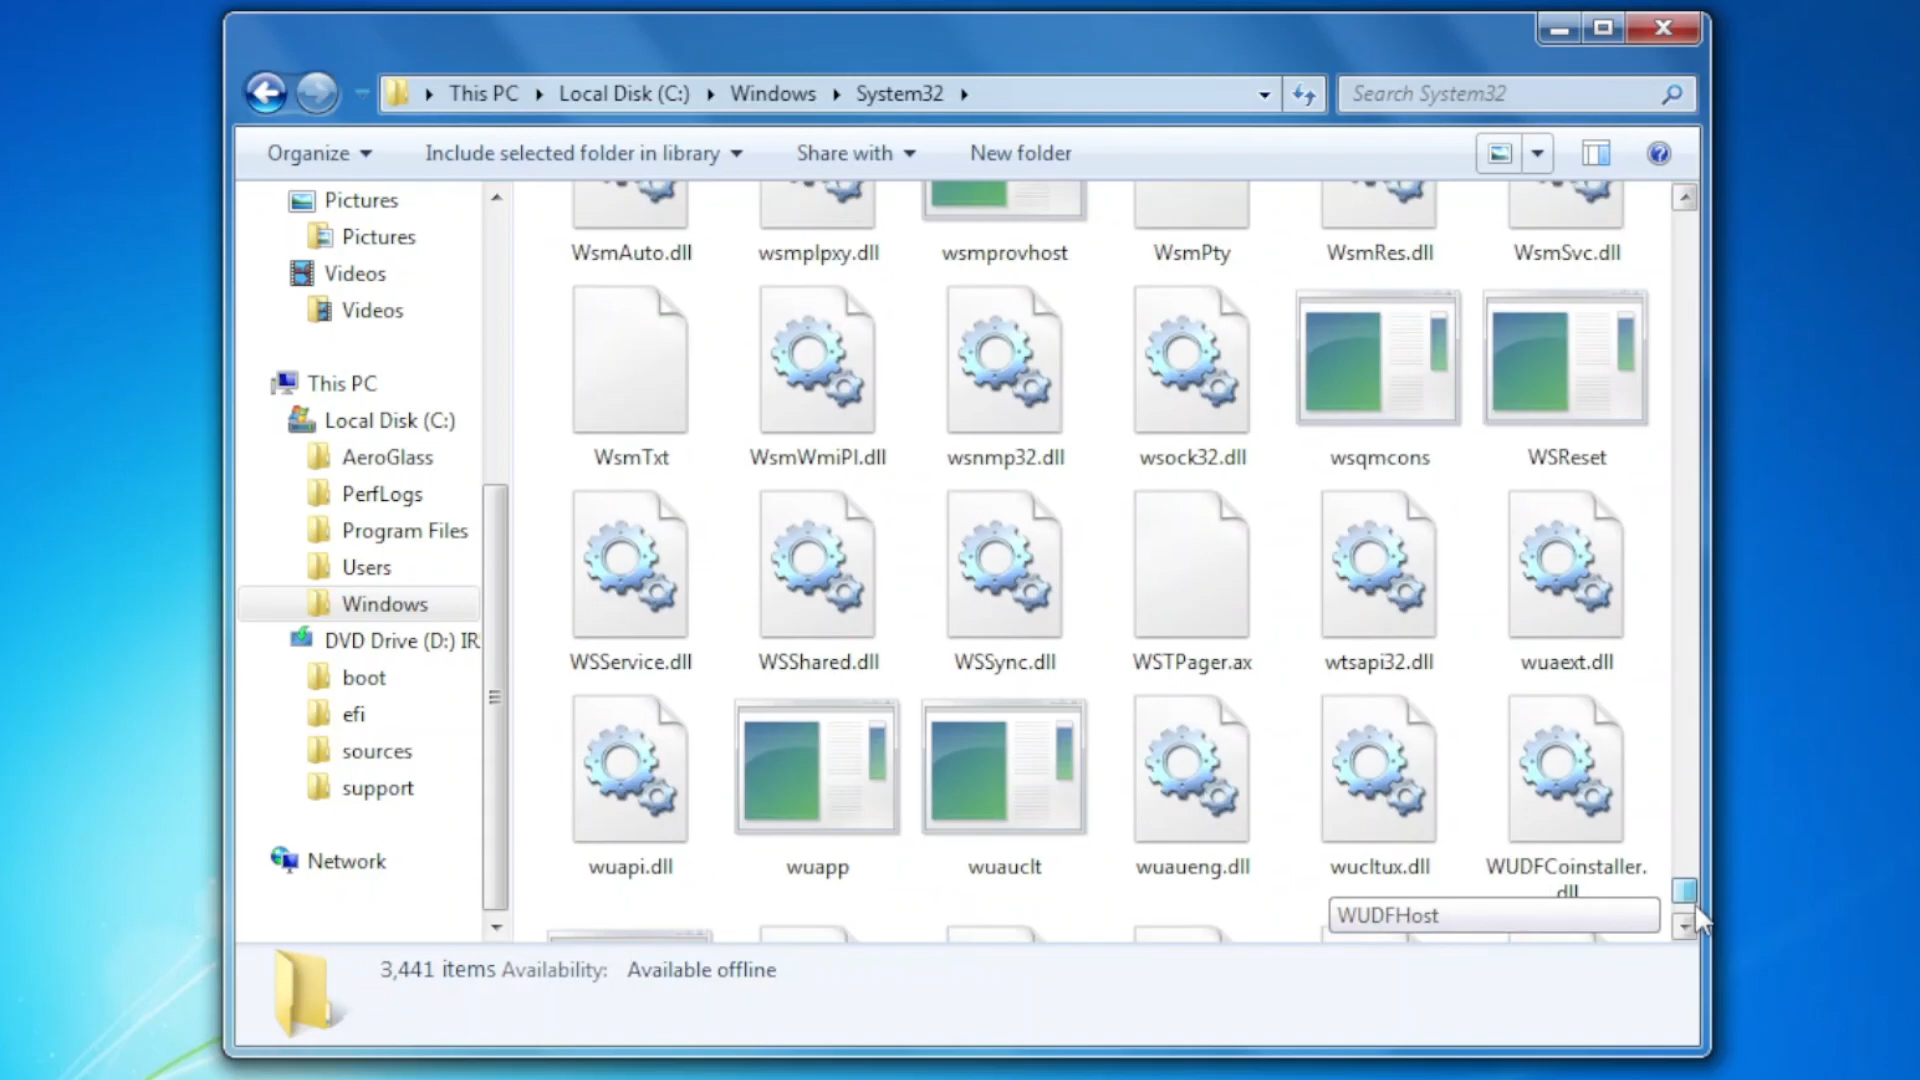 This PC
Local Disk (C:)
Windows
System32
Search System32
Organize
Include selected folder in library
Share with
New folder
Pictures
Pictures
Videos
Videos
This PC
Local Disk (C:)
AeroGlass
PerfLogs
Program Files
Users
Windows
DVD Drive (D:) IR
boot
efi
sources
support
Network
WsmAuto.dll
wsmplpxy.dll
wsmprovhost
WsmPty
WsmRes.dll
WsmSvc.dll
WsmTxt
WsmWmiPl.dll
wsnmp32.dll
wsock32.dll
wsqmcons
WSReset
WSService.dll
WSShared.dll
WSSync.dll
WSTPager.ax
wtsapi32.dll
wuaext.dll
wuapi.dll
wuapp
wuauclt
wuaueng.dll
wucltux.dll
WUDFCoinstaller.
dll
WUDFHost
3,441 items Availability: Available offline